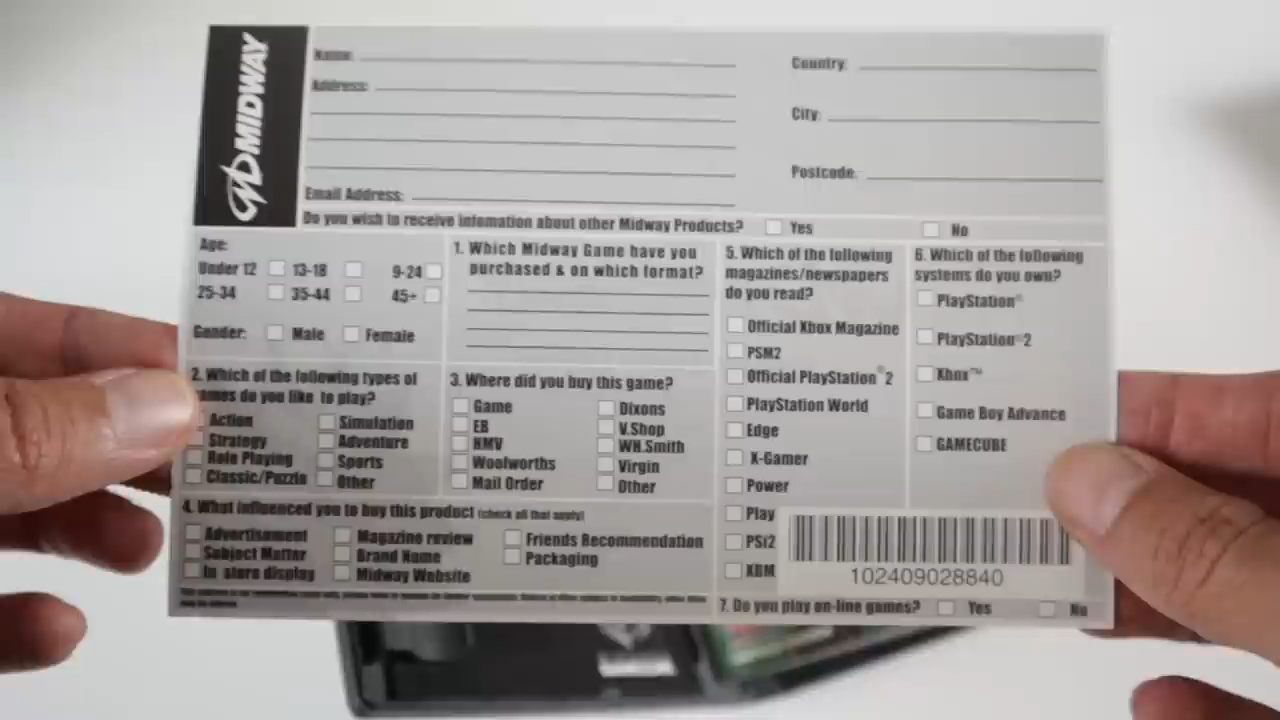 MIDWAY
Name:
Address:
Email Address:
Country:
City:
Postcode:
Do you wish to receive infomation about other Midway Products? Yes No
Age:
Under 12 13-18 9-24
25-34 35-44 45+
Gender: Male Female
1. Which Midway Game have you
purchased & on which format?
2. Which of the following types of
ames do you like to play?
Action Simulation
Strategy Adventure
Role Playing Sports
Classic/Puzzle Other
3. Where did you buy this game?
Game Dixons
EB V.Shop
HMV WH.Smith
Woolworths Virgin
Mail Order Other
4. What influenced you to buy this product (check all that apply)
Advertisement Magazine review Friends Recommendation
Subject Matter Brand Name Packaging
In store display Midway Website
5. Which of the following
magazines/newspapers
do you read?
Official Xbox Magazine
PSM2
Official PlayStation®2
PlayStation World
Edge
X-Gamer
Power
Play
PSi2
XBM
6. Which of the following
systems do you own?
PlayStation®
PlayStation®2
Xbox™
Game Boy Advance
GAMECUBE
102409028840
7. Do you play on-line games? Yes No